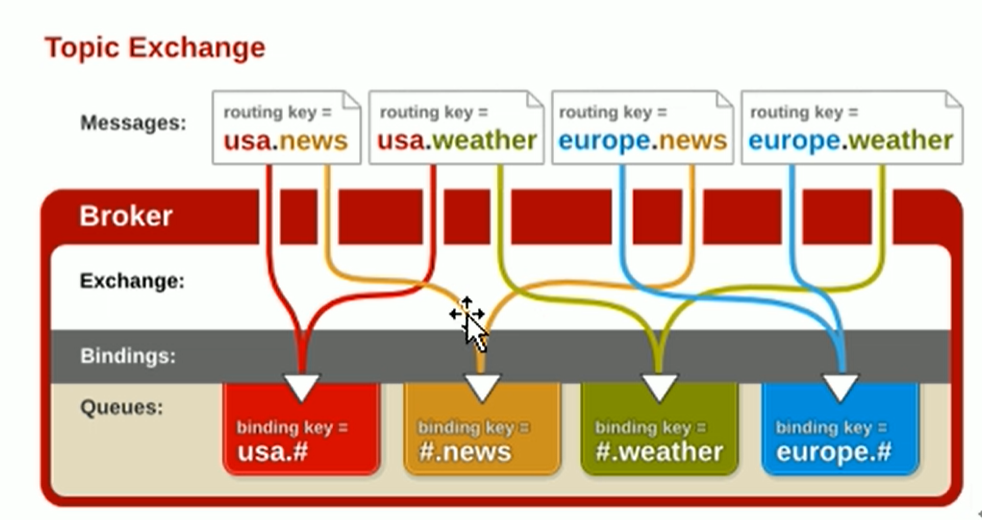 Topic Exchange
Messages:
routing key =
usa.news
routing key =
usa.weather
routing key =
europe.news
routing key =
europe.weather
Broker
Exchange:
Bindings:
Queues:
binding key =
usa.#
binding key =
#.news
binding key =
#.weather
binding key =
europe.#